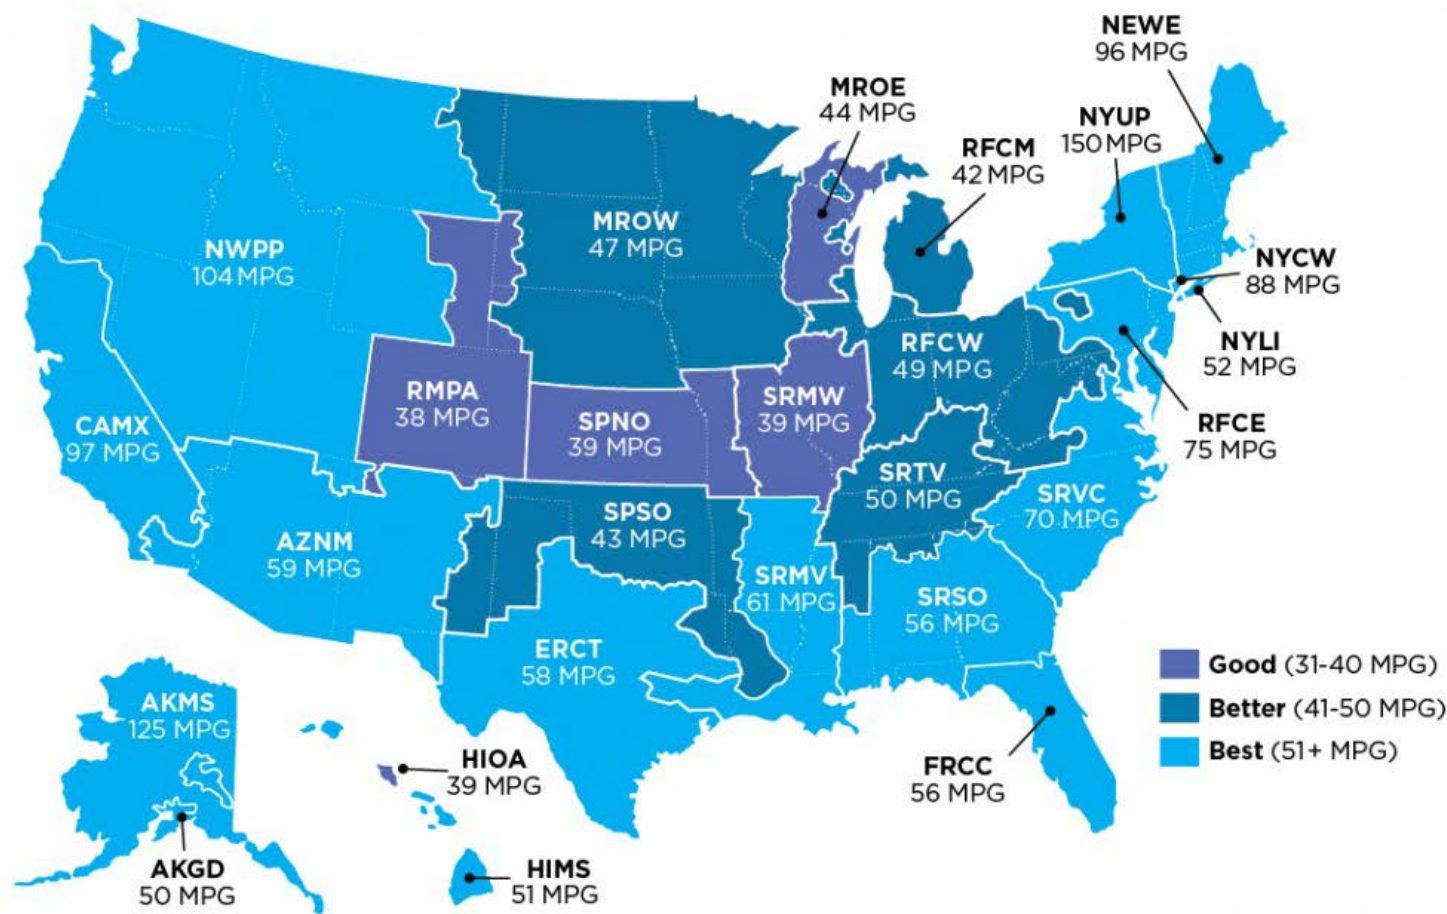 NEWE
96 MPG
MROE
44 MPG
NYUP
150 MPG
RFCM
42 MPG
MROW
47 MPG
NWPP
104 MPG
NYCW
88 MPG
NYLI
52 MPG
RFCW
49 MPG
RMPA
38 MPG
SRMW
39 MPG
SPNO
39 MPG
CAMX
97 MPG
RFCE
75 MPG
SRTV
50 MPG
SRVC
70 MPG
SPSO
43 MPG
AZNM
59 MPG
SRMV
61 MPG
SRSO
56 MPG
ERCT
58 MPG
Good (31-40 MPG)
Better (41-50 MPG)
Best (51+ MPG)
AKMS
125 MPG
HIOA
39 MPG
FRCC
56 MPG
AKGD
50 MPG
HIMS
51 MPG